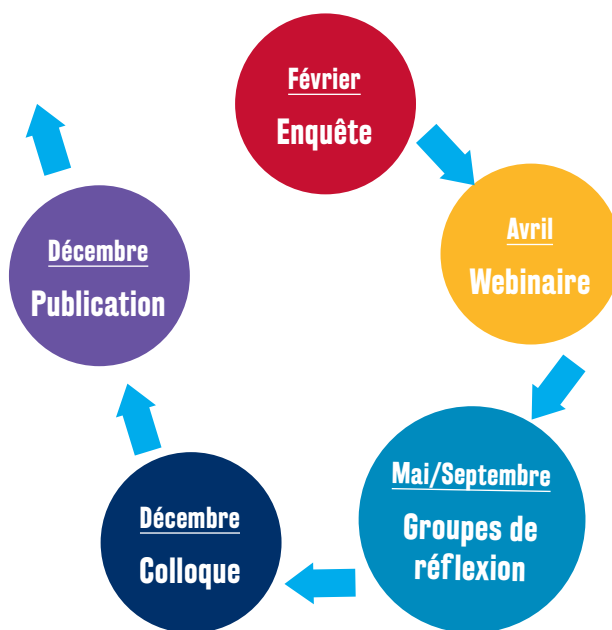 Février
Enquête
Avril
Webinaire
Mai/Septembre
Groupes de
réflexion
Décembre
Colloque
Décembre
Publication